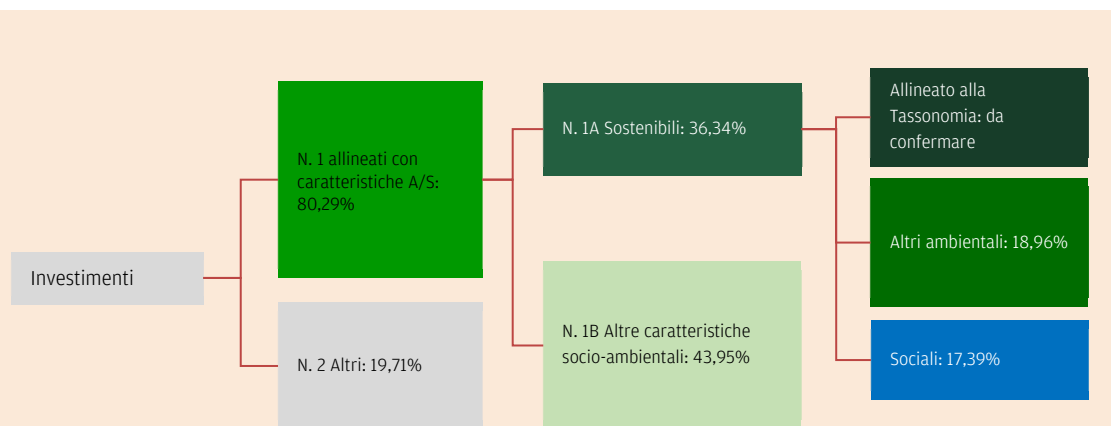 Investimenti
N. 1 allineati con
caratteristiche A/S:
80,29%
N. 2 Altri: 19,71%
N. 1A Sostenibili: 36,34%
N. 1B Altre caratteristiche
socio-ambientali: 43,95%
Allineato alla
Tassonomia: da
confermare
Altri ambientali: 18,96%
Sociali: 17,39%